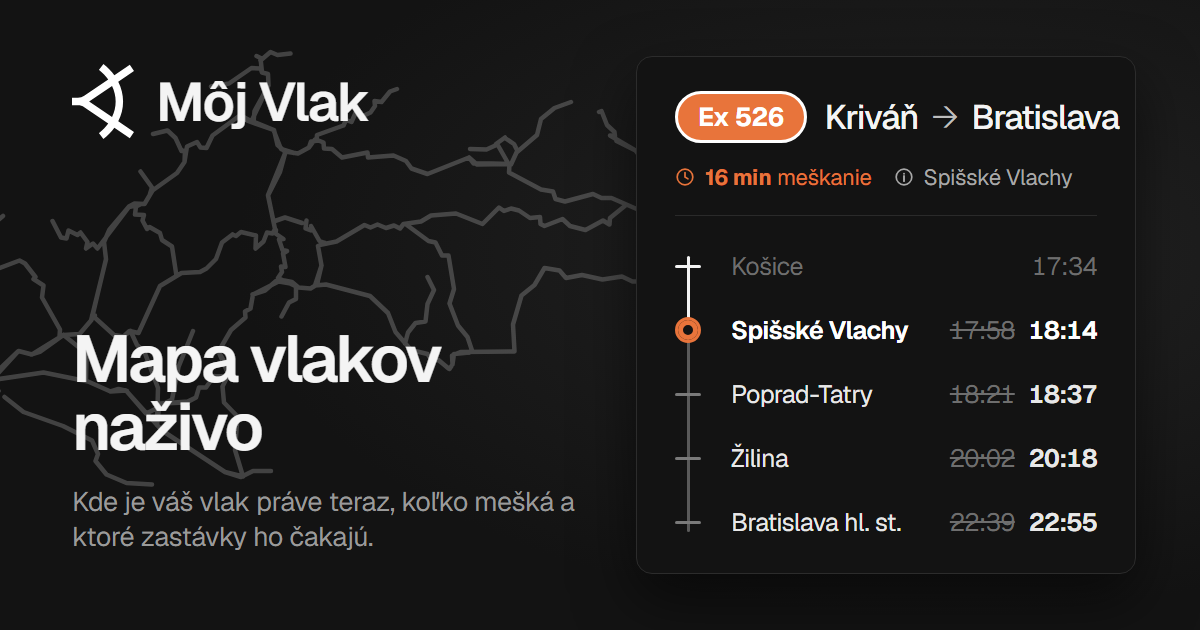 Môj Vlak
Mapa vlakov
naživo
Kde je váš vlak práve teraz, koľko mešká a
ktoré zastávky ho čakajú.
Ex 526 Kriváň → Bratislava
16 min meškanie Spišské Vlachy
Košice 17:34
Spišské Vlachy 17:58 18:14
Poprad-Tatry 18:21 18:37
Žilina 20:02 20:18
Bratislava hl. st. 22:39 22:55